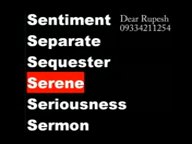 Sentiment
Dear Rupesh
Separate
09334211254
Sequester
Serene
Seriousness
Sermon